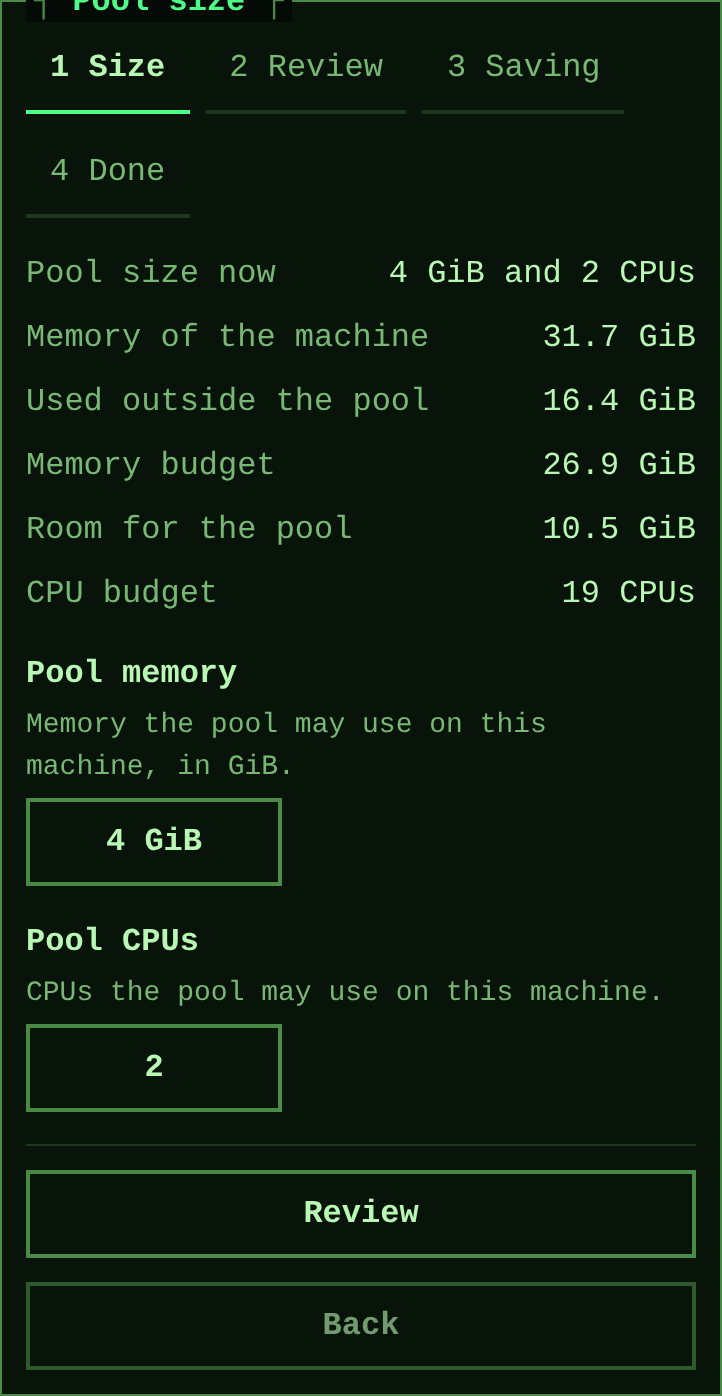 Pool size
1 Size 2 Review 3 Saving
4 Done
Pool size now 4 GiB and 2 CPUs
Memory of the machine 31.7 GiB
Used outside the pool 16.4 GiB
Memory budget 26.9 GiB
Room for the pool 10.5 GiB
CPU budget 19 CPUs
Pool memory
Memory the pool may use on this
machine, in GiB.
4 GiB
Pool CPUs
CPUs the pool may use on this machine.
2
Review
Back